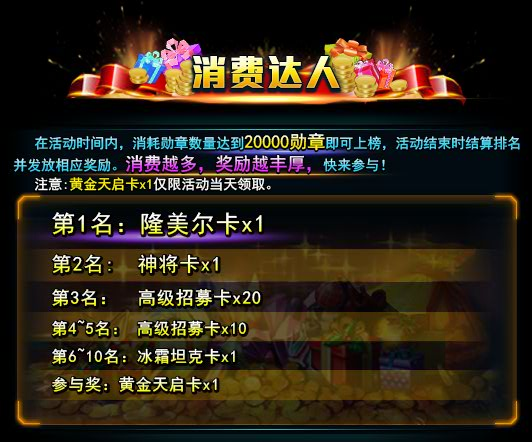 消费达人
在活动时间内，消耗勋章数量达到20000勋章即可上榜，活动结束时结算排名
并发放相应奖励。消费越多，奖励越丰厚，快来参与！
注意:黄金天启卡x1仅限活动当天领取。
第1名：隆美尔卡x1
第2名： 神将卡x1
第3名： 高级招募卡x20
第4~5名： 高级招募卡x10
第6~10名：冰霜坦克卡x1
参与奖：黄金天启卡x1